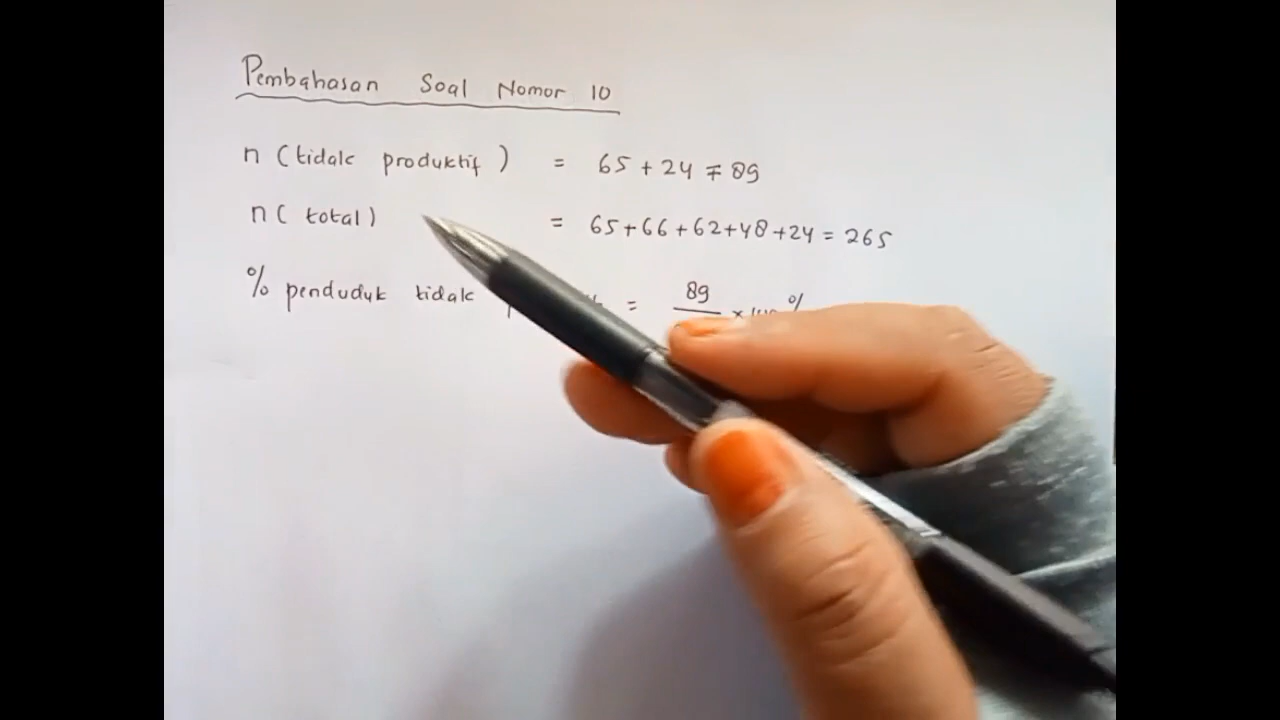 Pembahasan Soal Nomor 10
n (tidak produktif) = 65 + 24 = 89
n ( total) = 65+66+62+48+24 = 265
% penduduk tidak = 89 × %